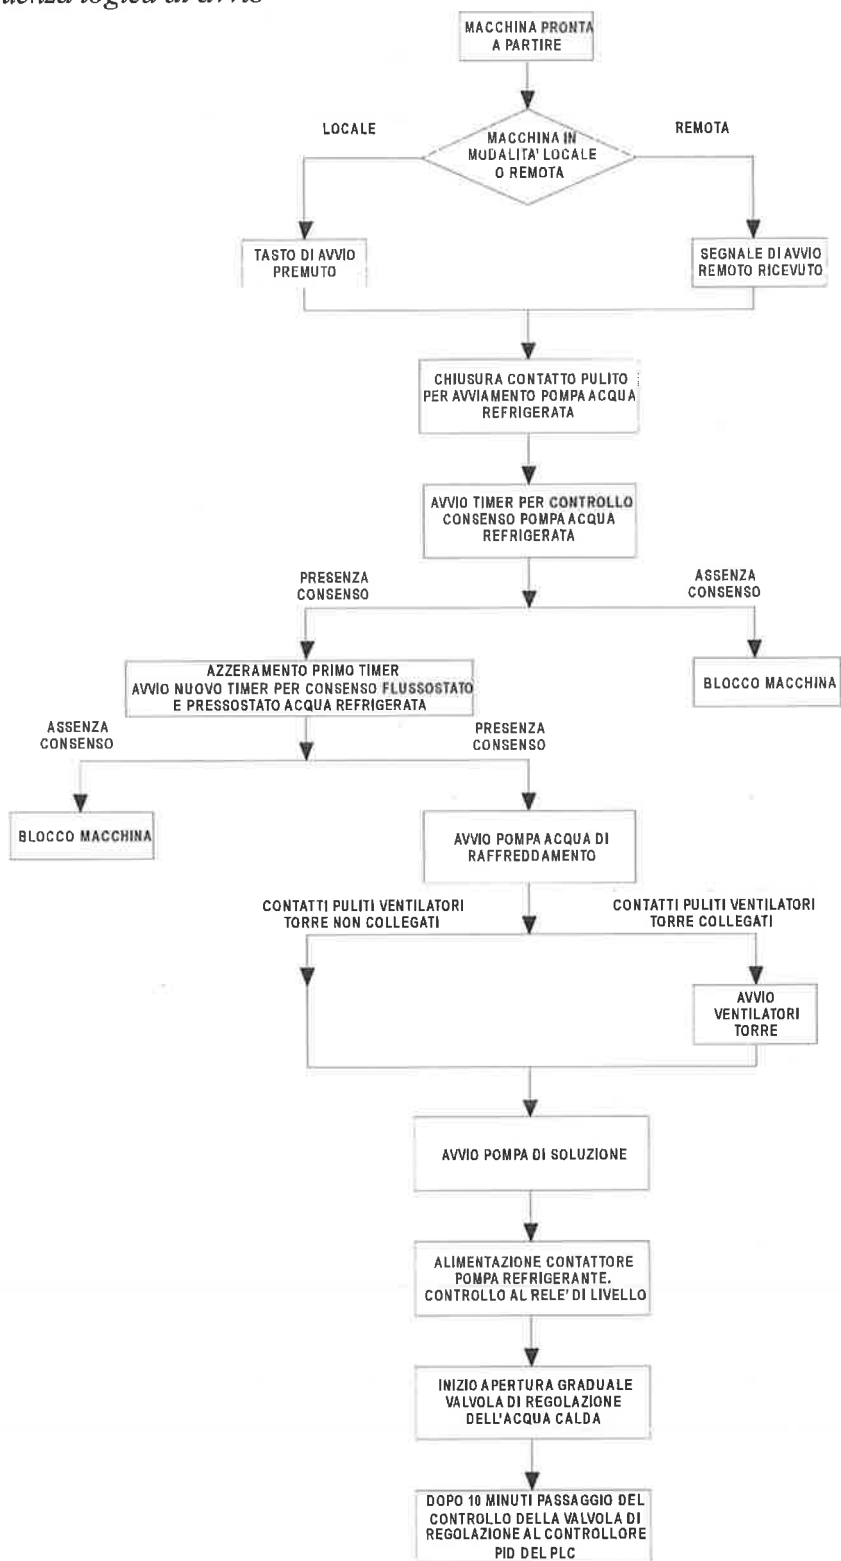 logica di avvio
MACCHINA PRONTA
A PARTIRE
LOCALE
REMOTA
MACCHINA IN
MODALITA' LOCALE
O REMOTA
TASTO DI AVVIO
PREMUTO
SEGNALE DI AVVIO
REMOTO RICEVUTO
CHIUSURA CONTATTO PULITO
PER AVVIAMENTO POMPA ACQUA
REFRIGERATA
AVVIO TIMER PER CONTROLLO
CONSENSO POMPA ACQUA
REFRIGERATA
PRESENZA
CONSENSO
ASSENZA
CONSENSO
AZZERAMENTO PRIMO TIMER
AVVIO NUOVO TIMER PER CONSENSO FLUSSOSTATO
E PRESSOSTATO ACQUA REFRIGERATA
BLOCCO MACCHINA
ASSENZA
CONSENSO
PRESENZA
CONSENSO
BLOCCO MACCHINA
AVVIO POMPA ACQUA DI
RAFFREDDAMENTO
CONTATTI PULITI VENTILATORI
TORRE NON COLLEGATI
CONTATTI PULITI VENTILATORI
TORRE COLLEGATI
AVVIO
VENTILATORI
TORRE
AVVIO POMPA DI SOLUZIONE
ALIMENTAZIONE CONTATTORE
POMPA REFRIGERANTE.
CONTROLLO AL RELE' DI LIVELLO
INIZIO APERTURA GRADUALE
VALVOLA DI REGOLAZIONE
DELL'ACQUA CALDA
DOPO 10 MINUTI PASSAGGIO DEL
CONTROLLO DELLA VALVOLA DI
REGOLAZIONE AL CONTROLLORE
PID DEL PLC